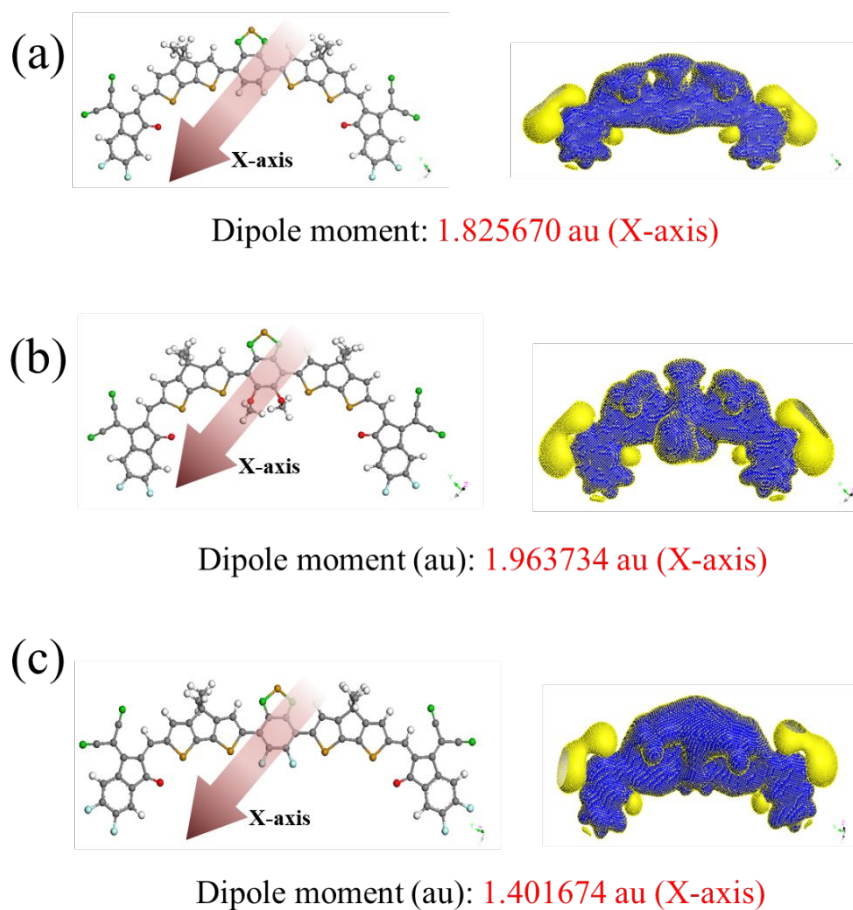 (a)
X-axis
Dipole moment: 1.825670 au (X-axis)
(b)
X-axis
Dipole moment (au): 1.963734 au (X-axis)
(c)
X-axis
Dipole moment (au): 1.401674 au (X-axis)